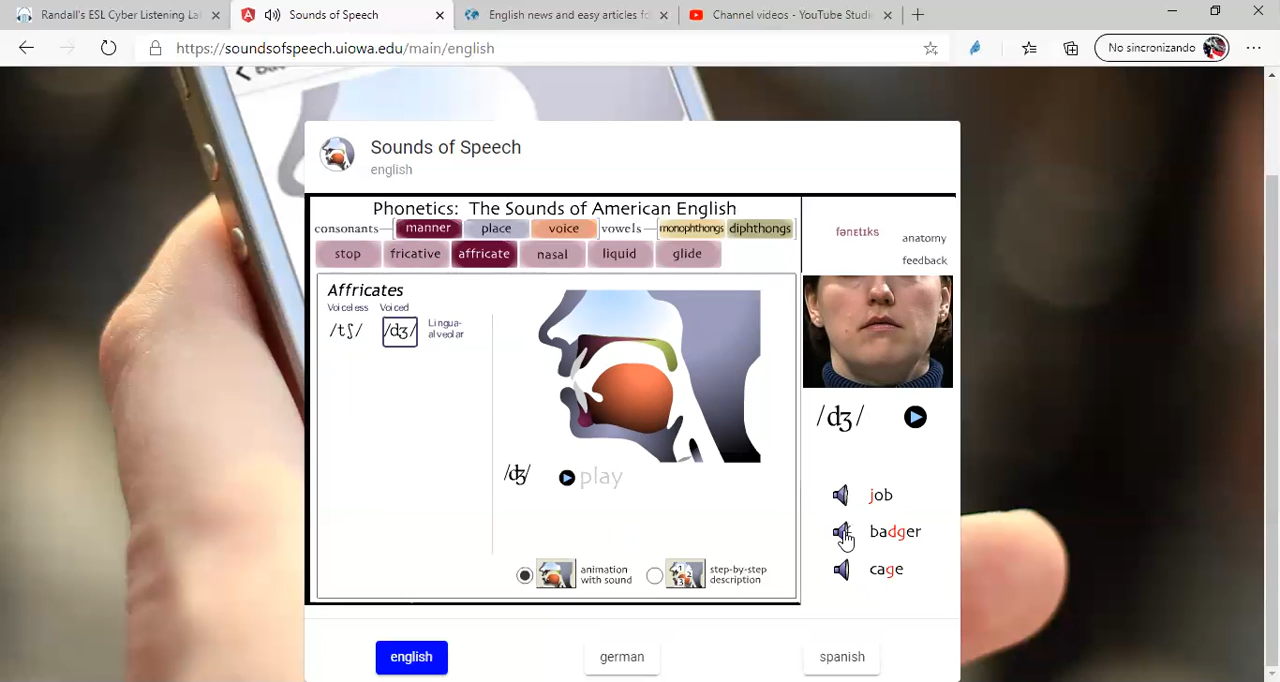 Randall's ESL Cyber Listening La
Sounds of Speech
English news and easy articles fo
Channel videos - YouTube Studi
https://soundsofspeech.uiowa.edu/main/english
No sincronizando
Sounds of Speech
english
Phonetics: The Sounds of American English
consonants manner place voice vowels monophthongs diphthongs
stop fricative affricate nasal liquid glide
fənɛtɪks
anatomy
feedback
Affricates
Voiceless Voiced
/tʃ/ /dʒ/ Lingua-
alveolar
/dʒ/
/dʒ/ play
job
badger
cage
animation
with sound
step-by-step
description
1
2
3
english german spanish